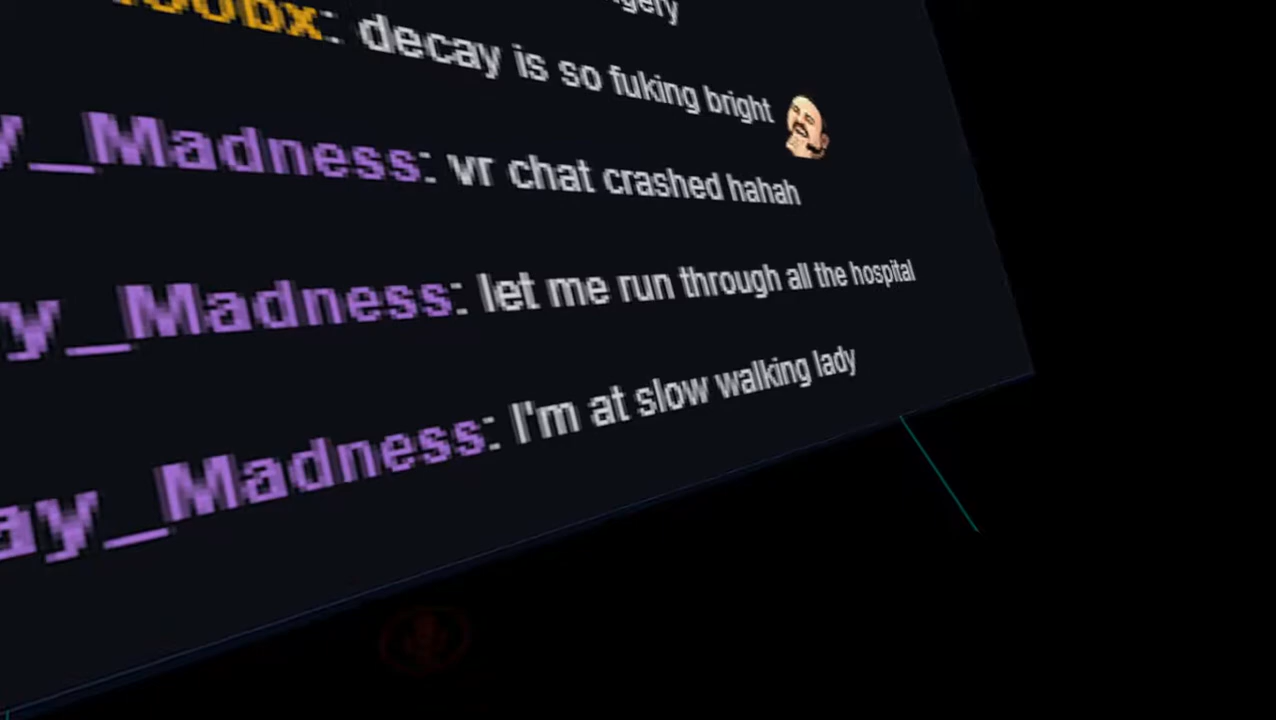 decay is so fuking bright
y_Madness: vr chat crashed hahah
y_Madness: let me run through all the hospital
ay_Madness: I'm at slow walking lady